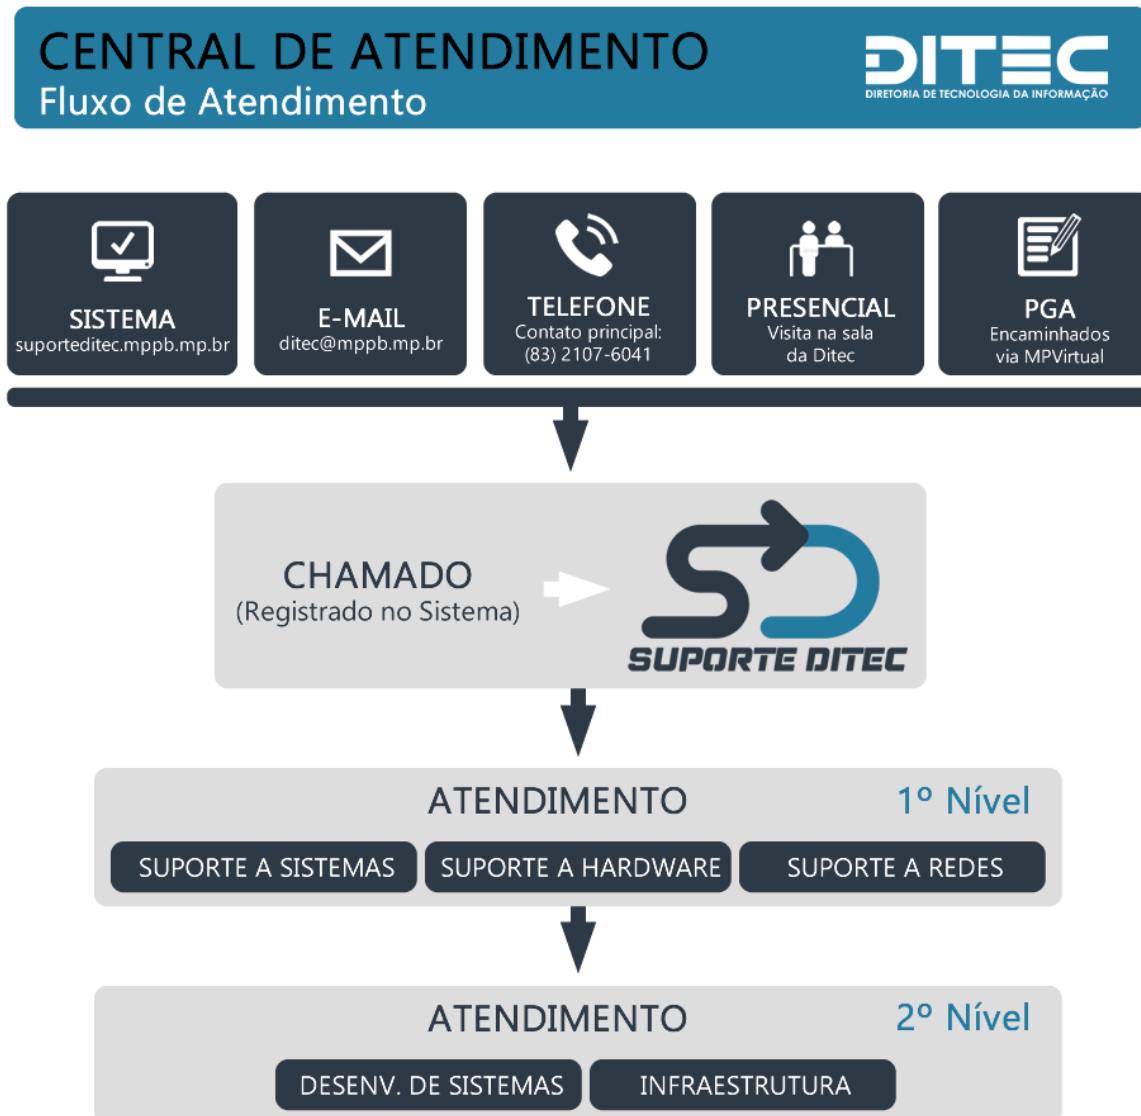 CENTRAL DE ATENDIMENTO
Fluxo de Atendimento
DITEC
DIRETORIA DE TECNOLOGIA DA INFORMAÇÃO
SISTEMA
suporteditec.mppb.mp.br
E-MAIL
ditec@mppb.mp.br
TELEFONE
Contato principal:
(83) 2107-6041
PRESENCIAL
Visita na sala
da Ditec
PGA
Encaminhados
via MPVirtual
CHAMADO
(Registrado no Sistema)
SD
SUPORTE DITEC
ATENDIMENTO
1º Nível
SUPORTE A SISTEMAS
SUPORTE A HARDWARE
SUPORTE A REDES
ATENDIMENTO
2º Nível
DESENV. DE SISTEMAS
INFRAESTRUTURA